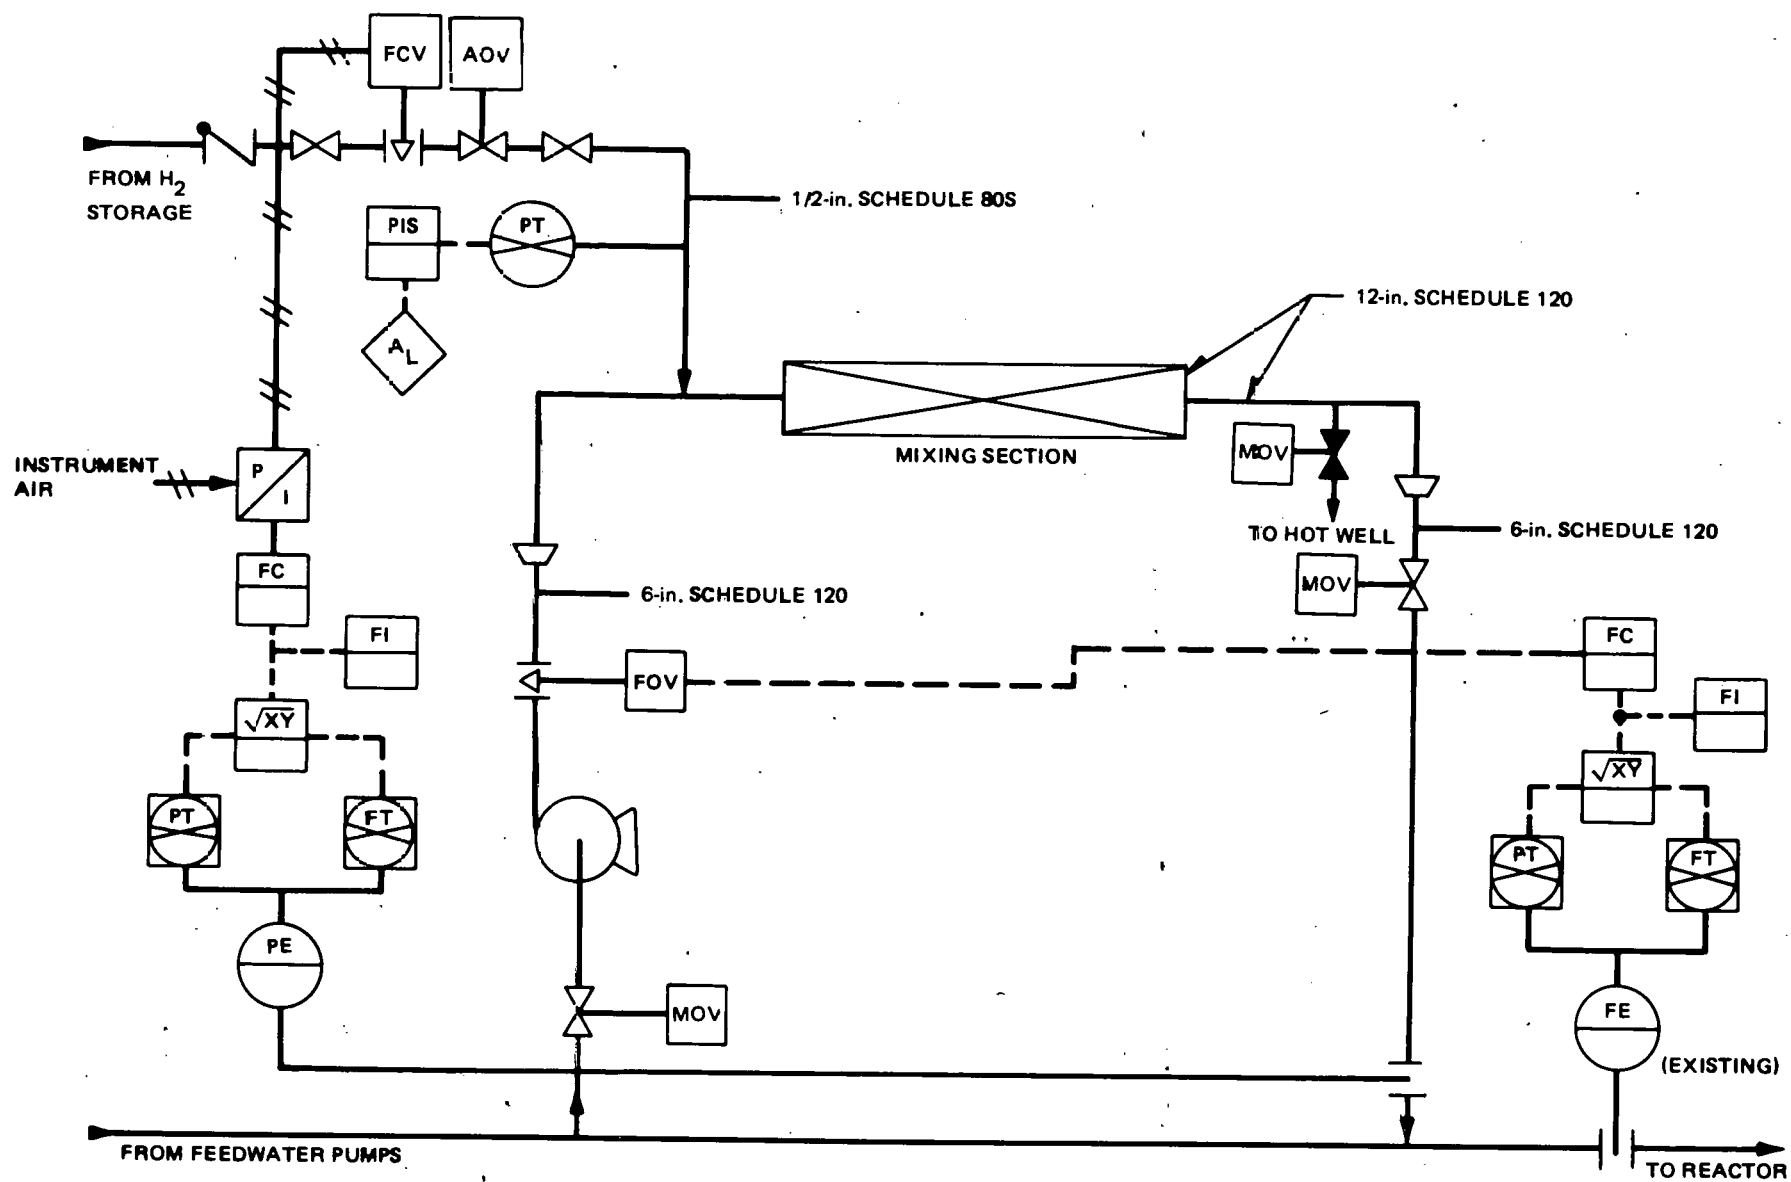 FCV
AOV
FROM H2
STORAGE
1/2-in. SCHEDULE 80S
PIS
PT
AL
12-in. SCHEDULE 120
MIXING SECTION
MOV
TO HOT WELL
INSTRUMENT
AIR
P
I
6-in. SCHEDULE 120
FC
MOV
6-in. SCHEDULE 120
FI
FC
FOV
√XY
FI
√XY
PT
FT
PT
FT
PE
MOV
FE
(EXISTING)
FROM FEEDWATER PUMPS
TO REACTOR